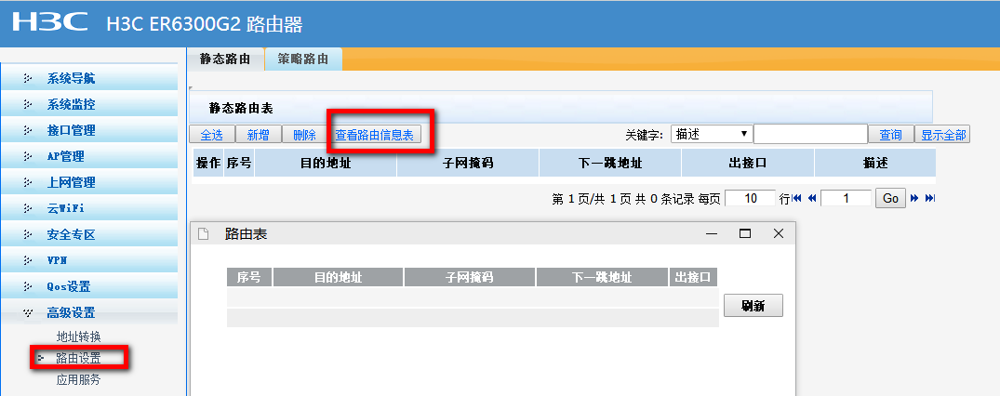 H3C H3C ER6300G2 路由器
静态路由 策略路由
系统导航
系统监控
接口管理
AP管理
上网管理
云WiFi
安全专区
VPN
Qos设置
高级设置
地址转换
路由设置
应用服务
静态路由表
全选 新增 删除 查看路由信息表 关键字: 描述 查询 显示全部
操作 序号 目的地址 子网掩码 下一跳地址 出接口 描述
第 1 页/共 1 页 共 0 条记录 每页 10 行 1 Go
路由表
序号 目的地址 子网掩码 下一跳地址 出接口
刷新